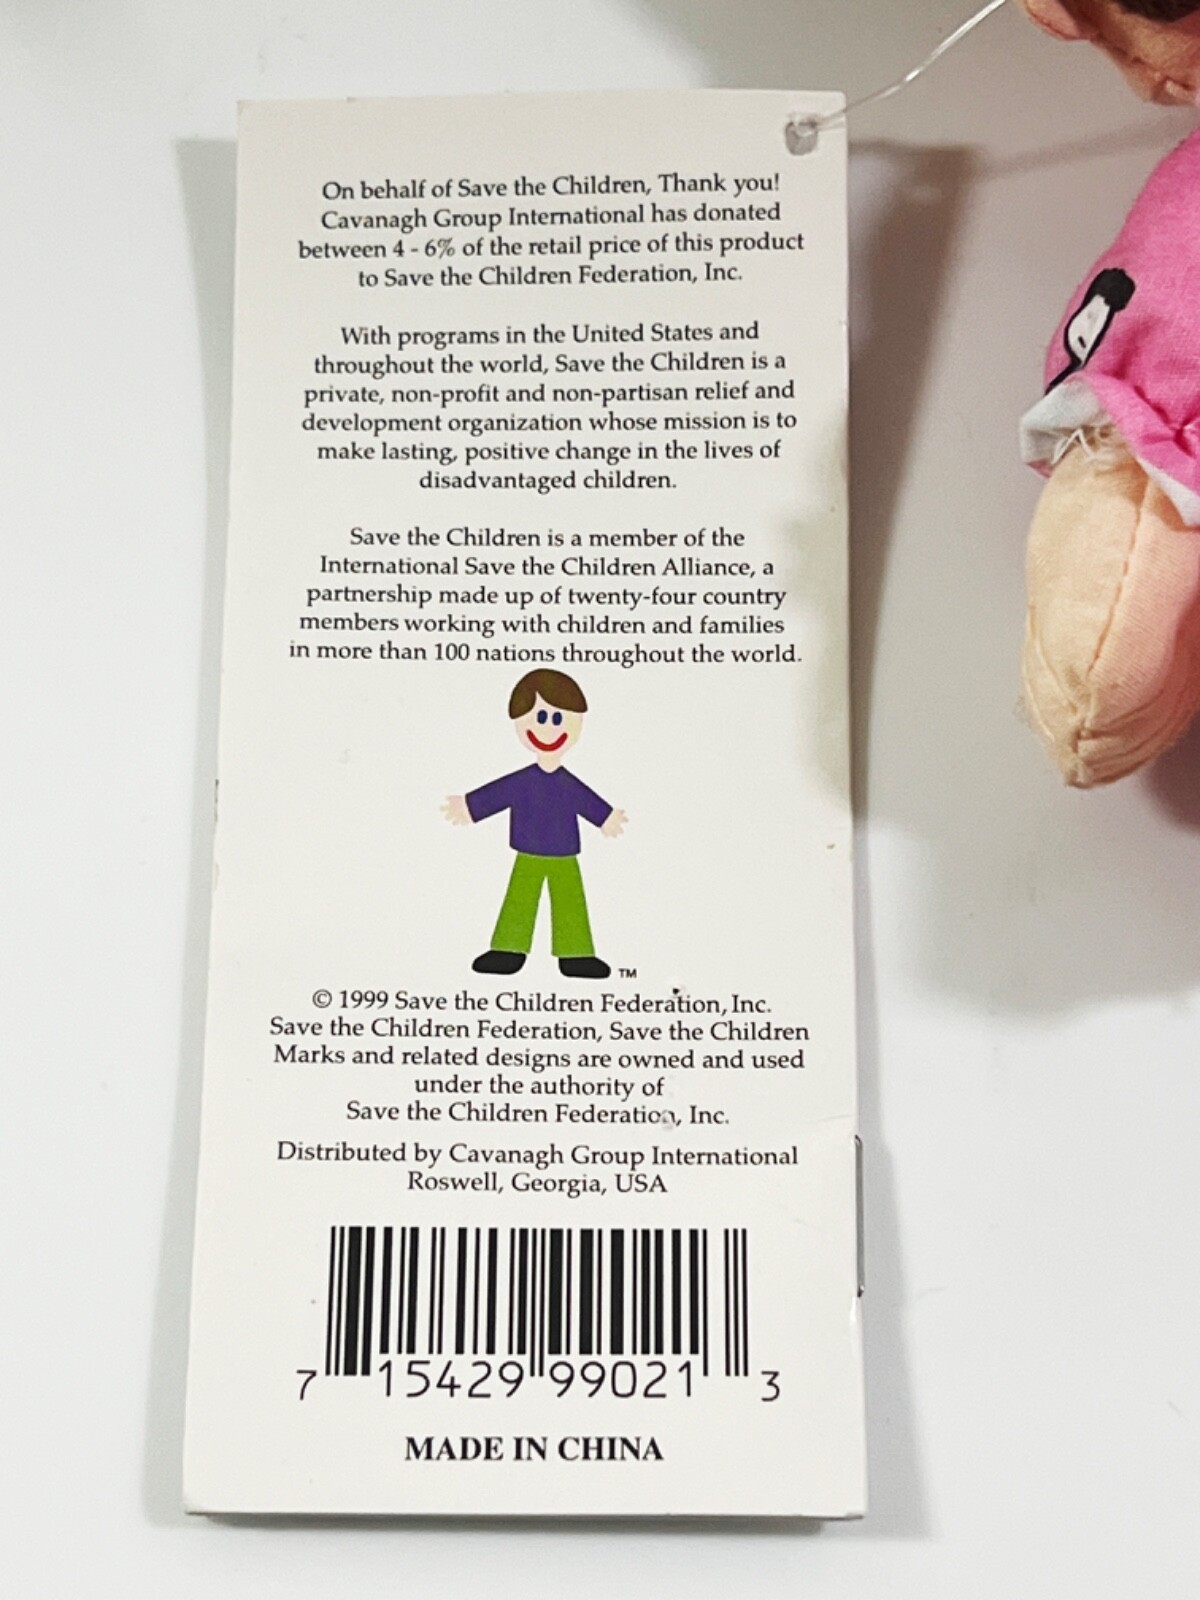 On behalf of Save the Children, Thank you!
Cavanagh Group International has donated
between 4 - 6% of the retail price of this product
to Save the Children Federation, Inc.
With programs in the United States and
throughout the world, Save the Children is a
private, non-profit and non-partisan relief and
development organization whose mission is to
make lasting, positive change in the lives of
disadvantaged children.
Save the Children is a member of the
International Save the Children Alliance, a
partnership made up of twenty-four country
members working with children and families
in more than 100 nations throughout the world.
TM
© 1999 Save the Children Federation, Inc.
Save the Children Federation, Save the Children
Marks and related designs are owned and used
under the authority of
Save the Children Federation, Inc.
Distributed by Cavanagh Group International
Roswell, Georgia, USA
7 15429 99021 3
MADE IN CHINA